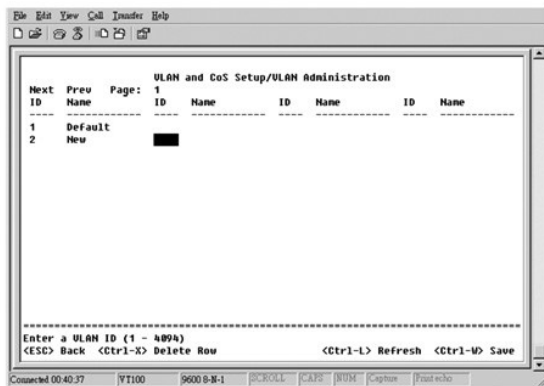 File Edit View Call Transfer Help
VLAN and CoS Setup/VLAN Administration
Next Prev Page: 1
ID Name ID Name ID Name ID Name
---- ------------- ---- ------------- ---- ------------- ---- -------------
1 Default
2 New
Enter a VLAN ID (1 - 4094)
<ESC> Back <Ctrl-X> Delete Row <Ctrl-L> Refresh <Ctrl-W> Save
Connected 00:40:37 VT100 9600 8-N-1 SCROLL CAPS NUM Capture Print echo